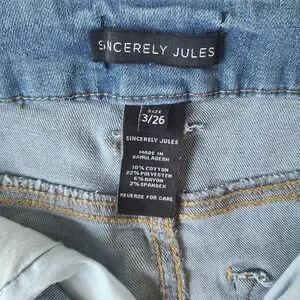 SINCERELY JULES
SIZE
3/26
SINCERELY JULES
MADE IN
BANGLADESH
70% COTTON
22% POLYESTER
6% RAYON
2% SPANDEX
REVERSE FOR CARE